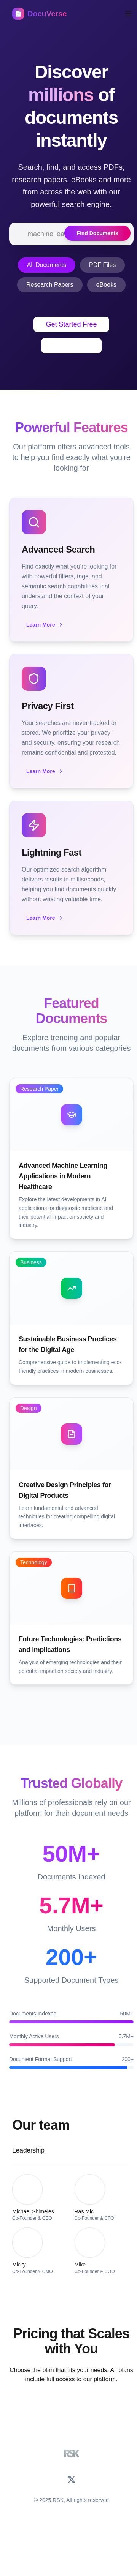 DocuVerse
Discover
millions of
documents
instantly
Search, find, and access PDFs,
research papers, eBooks and more
from across the web with our
powerful search engine.
machine lea
Find Documents
All Documents
PDF Files
Research Papers
eBooks
Get Started Free
Powerful Features
Our platform offers advanced tools
to help you find exactly what you're
looking for
Advanced Search
Find exactly what you're looking for
with powerful filters, tags, and
semantic search capabilities that
understand the context of your
query.
Learn More
Privacy First
Your searches are never tracked or
stored. We prioritize your privacy
and security, ensuring your research
remains confidential and protected.
Learn More
Lightning Fast
Our optimized search algorithm
delivers results in milliseconds,
helping you find documents quickly
without wasting valuable time.
Learn More
Featured
Documents
Explore trending and popular
documents from various categories
Research Paper
Advanced Machine Learning
Applications in Modern
Healthcare
Explore the latest developments in AI
applications for diagnostic medicine and
their potential impact on society and
industry.
Business
Sustainable Business Practices
for the Digital Age
Comprehensive guide to implementing eco-
friendly practices in modern businesses.
Design
Creative Design Principles for
Digital Products
Learn fundamental and advanced
techniques for creating compelling digital
interfaces.
Technology
Future Technologies: Predictions
and Implications
Analysis of emerging technologies and their
potential impact on society and industry.
Trusted Globally
Millions of professionals rely on our
platform for their document needs
50M+
Documents Indexed
5.7M+
Monthly Users
200+
Supported Document Types
Documents Indexed 50M+
Monthly Active Users 5.7M+
Document Format Support 200+
Our team
Leadership
Michael Shimeles
Co-Founder & CEO
Ras Mic
Co-Founder & CTO
Micky
Co-Founder & CMO
Mike
Co-Founder & COO
Pricing that Scales
with You
Choose the plan that fits your needs. All plans
include full access to our platform.
RSK
© 2025 RSK, All rights reserved